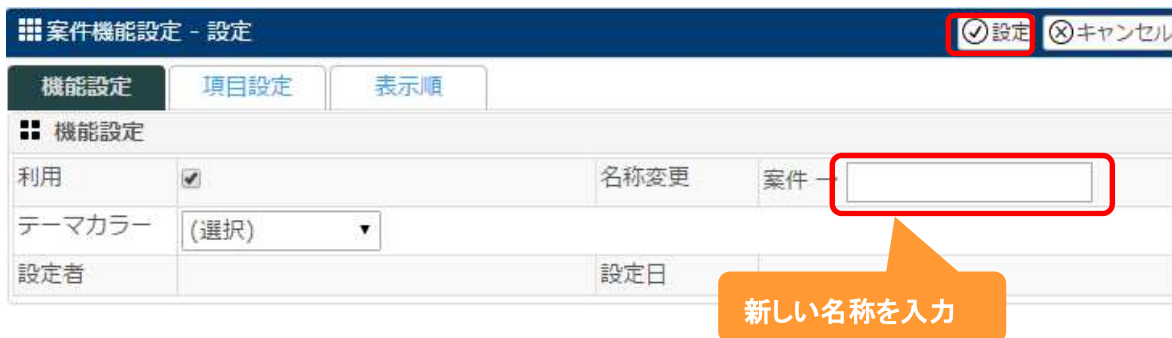 案件機能設定 - 設定 設定 キャンセル
機能設定 項目設定 表示順
機能設定
利用 名称変更 案件 →
テーマカラー (選択)
設定者 設定日
新しい名称を入力